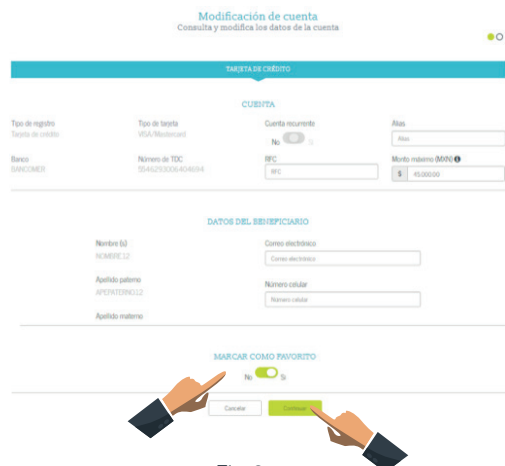 Modificación de cuenta
Consulta y modifica los datos de la cuenta
TARJETA DE CRÉDITO
CUENTA
Tipo de registro Tipo de tarjeta Cuenta recurrente Alias
Tarjeta de crédito VISA/Mastercard No Si Alias
Banco Número de TDC RFC Monto máximo (MXN)
BANCOMER 5546293006404694 RFC $ 45,000.00
DATOS DEL BENEFICIARIO
Nombre (s) Correo electrónico
NOMBRE12 Correo electrónico
Apellido paterno Número celular
APEPATERNO12 Número celular
Apellido materno
MARCAR COMO FAVORITO
No Si
Cancelar Continuar